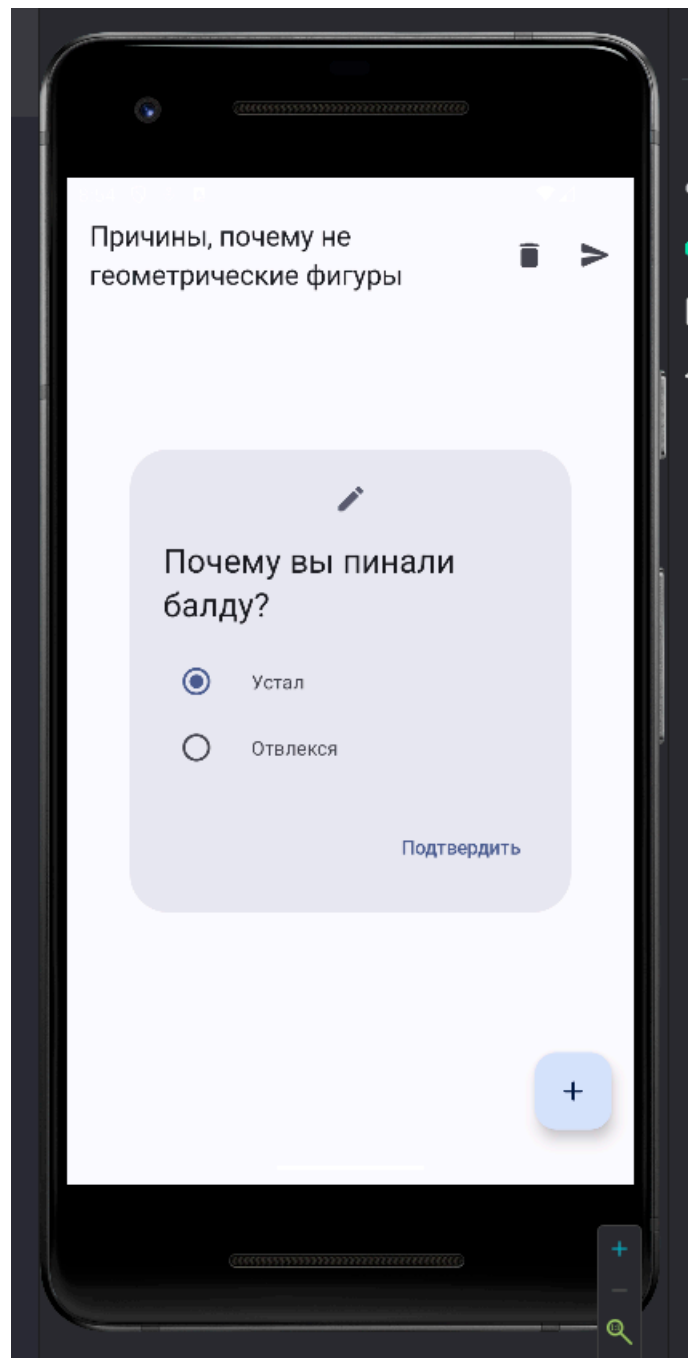 Причины, почему не
геометрические фигуры
Почему вы пинали
балду?
Устал
Отвлекся
Подтвердить